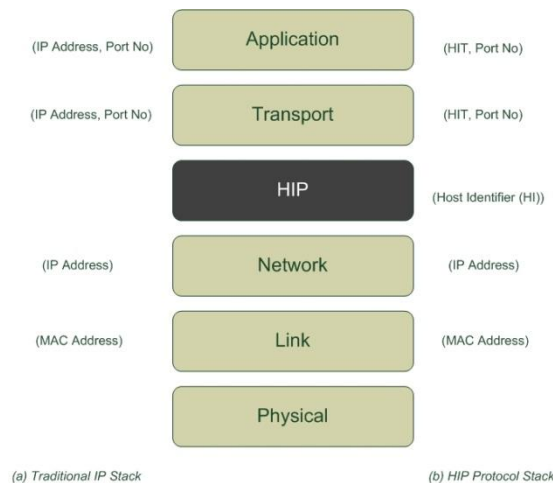 Application
(IP Address, Port No)
(HIT, Port No)
(IP Address, Port No)
Transport
(HIT, Port No)
HIP
(Host Identifier (HI))
(IP Address)
Network
(IP Address)
(MAC Address)
Link
(MAC Address)
Physical
(a) Traditional IP Stack
(b) HIP Protocol Stack